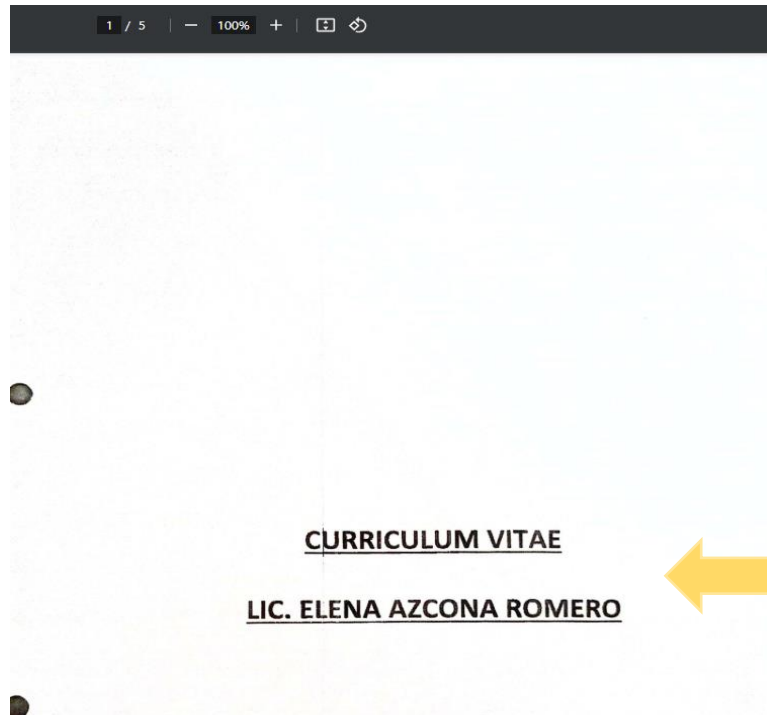 1 / 5 | − 100% + |
CURRICULUM VITAE
LIC. ELENA AZCONA ROMERO